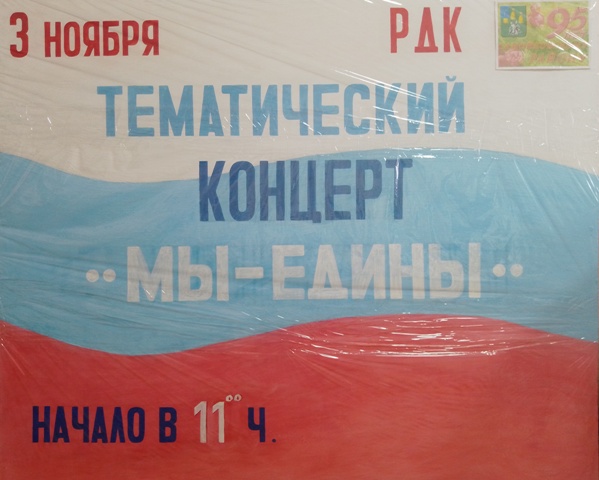 3 НОЯБРЯ РДК
ТЕМАТИЧЕСКИЙ
КОНЦЕРТ
"МЫ-ЕДИНЫ"
НАЧАЛО В 11⁰⁰ Ч.